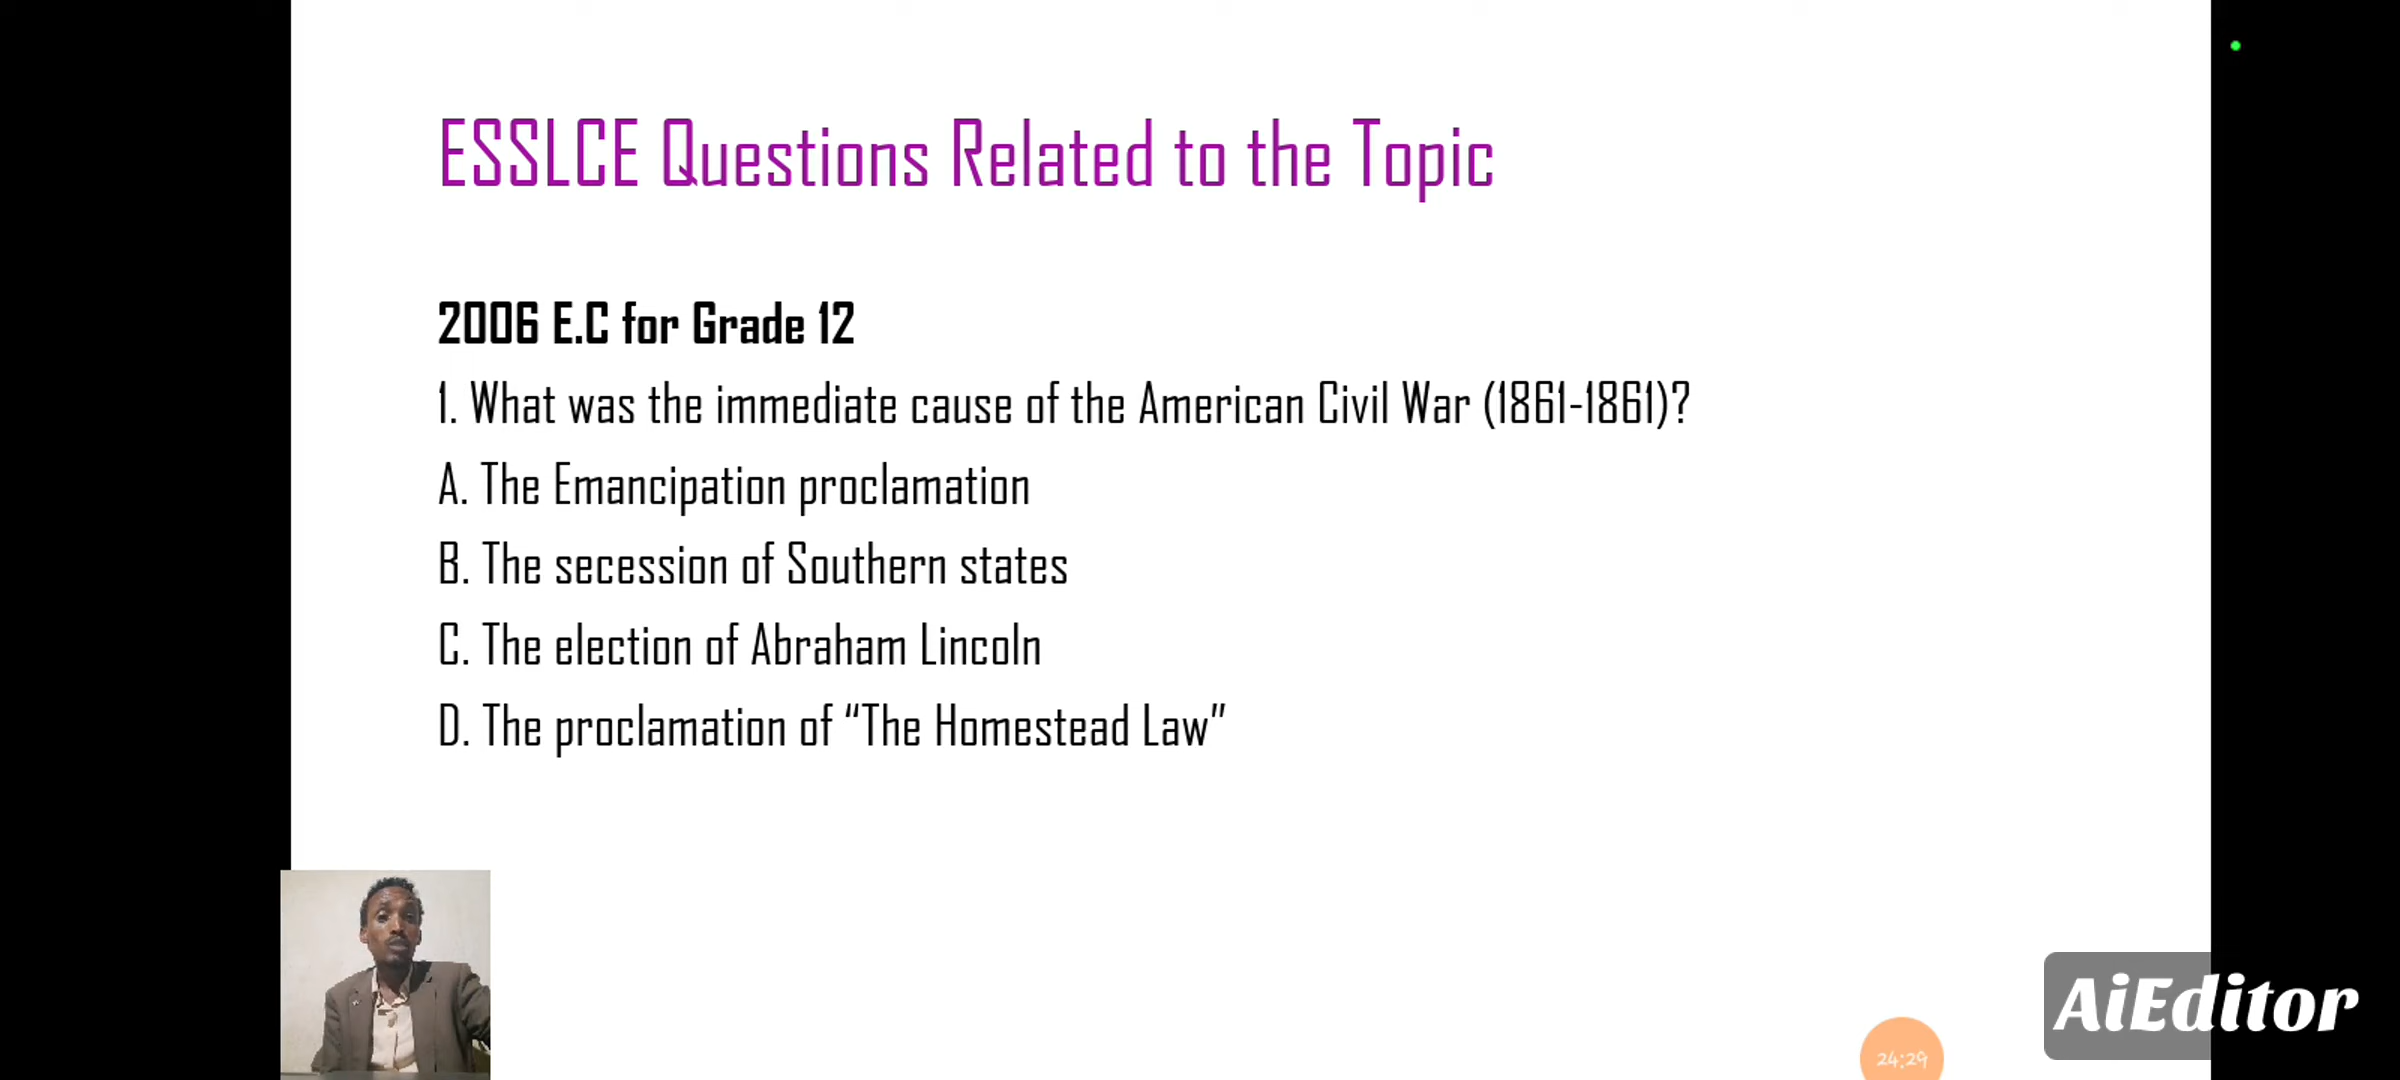 ESSLCE Questions Related to the Topic
2006 E.C for Grade 12
1. What was the immediate cause of the American Civil War (1861-1861)?
A. The Emancipation proclamation
B. The secession of Southern states
C. The election of Abraham Lincoln
D. The proclamation of “The Homestead Law”
AiEditor
24:29